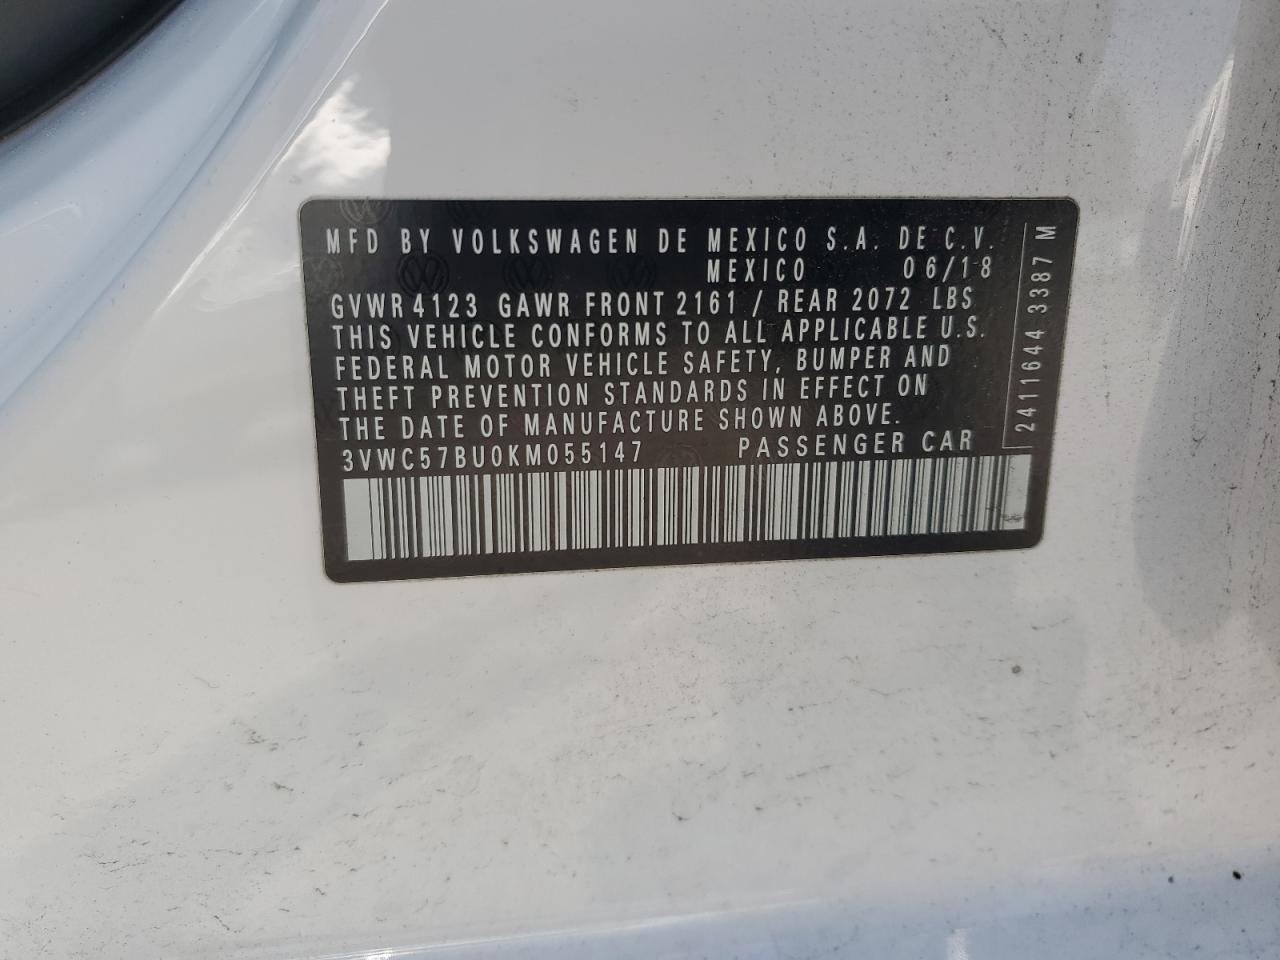 MFD BY VOLKSWAGEN DE MEXICO S.A. DE C.V.
MEXICO 06/18
GVWR 4123 GAWR FRONT 2161 / REAR 2072 LBS
THIS VEHICLE CONFORMS TO ALL APPLICABLE U.S.
FEDERAL MOTOR VEHICLE SAFETY, BUMPER AND
THEFT PREVENTION STANDARDS IN EFFECT ON
THE DATE OF MANUFACTURE SHOWN ABOVE.
3VWC57BU0KM055147 PASSENGER CAR
2411644 3387 M